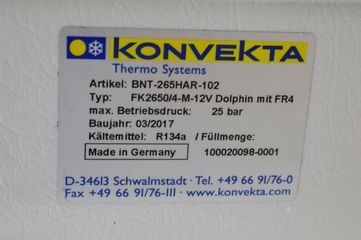 KONVEKTA
Thermo Systems
Artikel: BNT-265HAR-102
Typ: FK2650/4-M-12V Dolphin mit FR4
max. Betriebsdruck: 25 bar
Baujahr: 03/2017
Kältemittel: R134a / Füllmenge:
Made in Germany 100020098-0001
D-34613 Schwalmstadt · Tel. +49 66 91/76-0
Fax +49 66 91/76-111 · www.konvekta.com